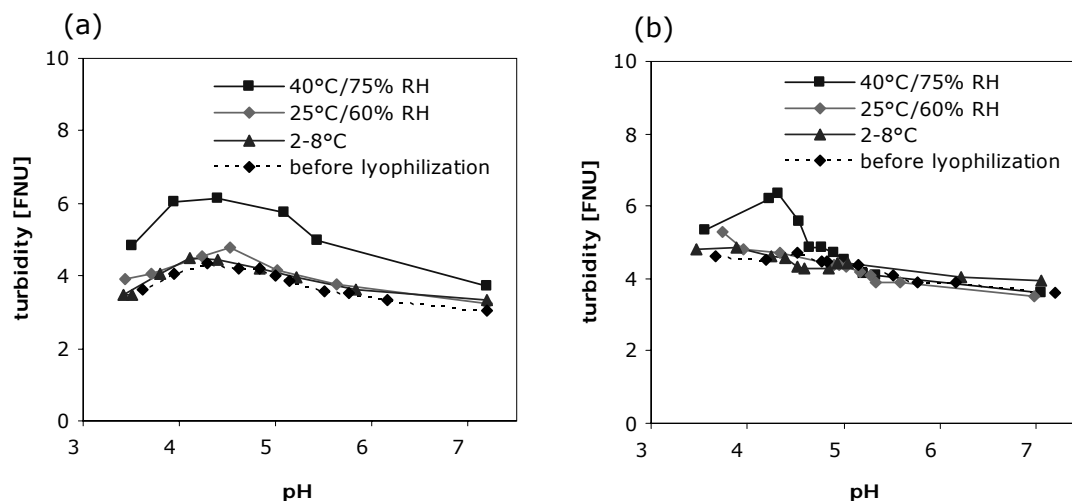 (a)
10
8
6
4
2
0
turbidity [FNU]
40°C/75% RH
25°C/60% RH
2-8°C
before lyophilization
3 4 5 6 7
pH
(b)
10
8
6
4
2
0
turbidity [FNU]
40°C/75% RH
25°C/60% RH
2-8°C
before lyophilization
3 4 5 6 7
pH